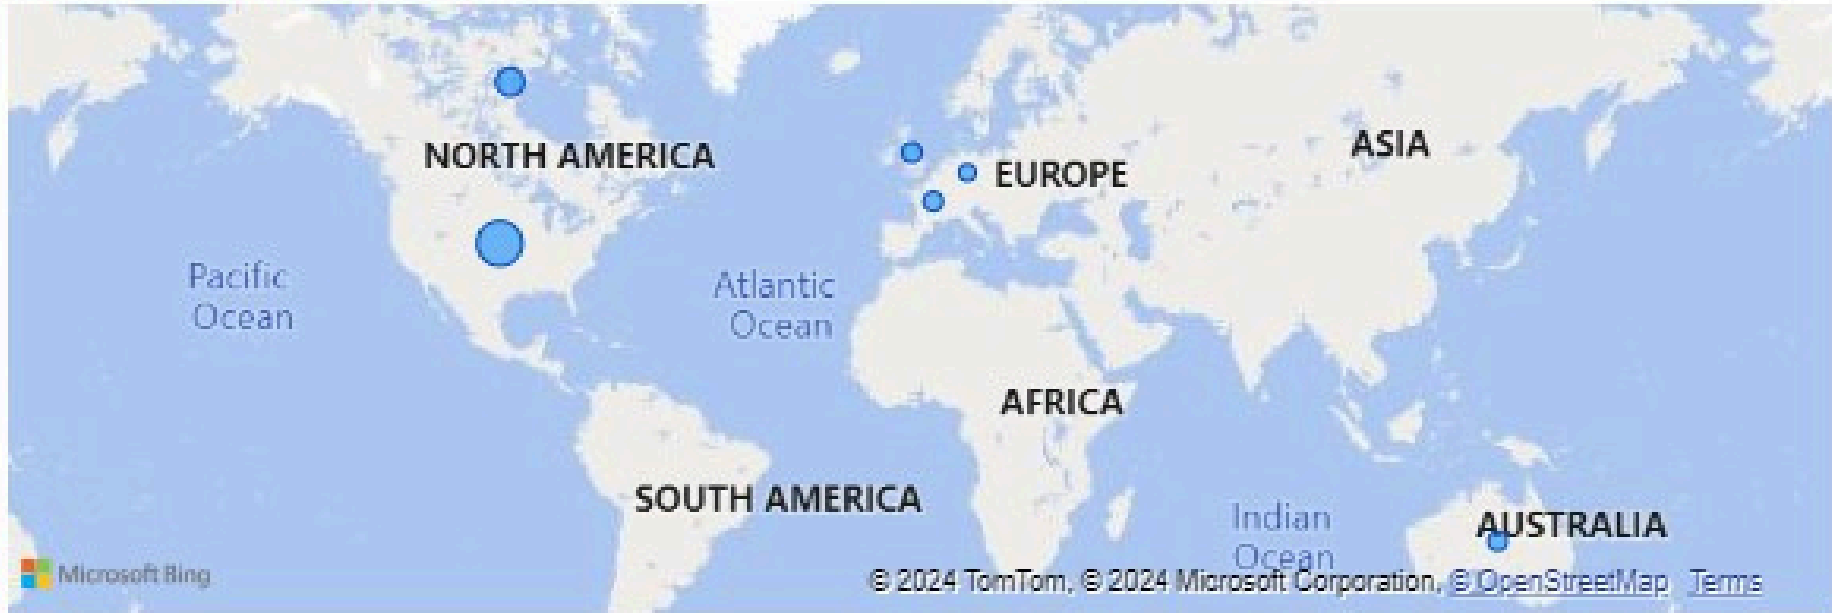 NORTH AMERICA
EUROPE
ASIA
Pacific
Ocean
Atlantic
Ocean
AFRICA
SOUTH AMERICA
Indian
Ocean
AUSTRALIA
Microsoft Bing
© 2024 TomTom, © 2024 Microsoft Corporation, © OpenStreetMap Terms